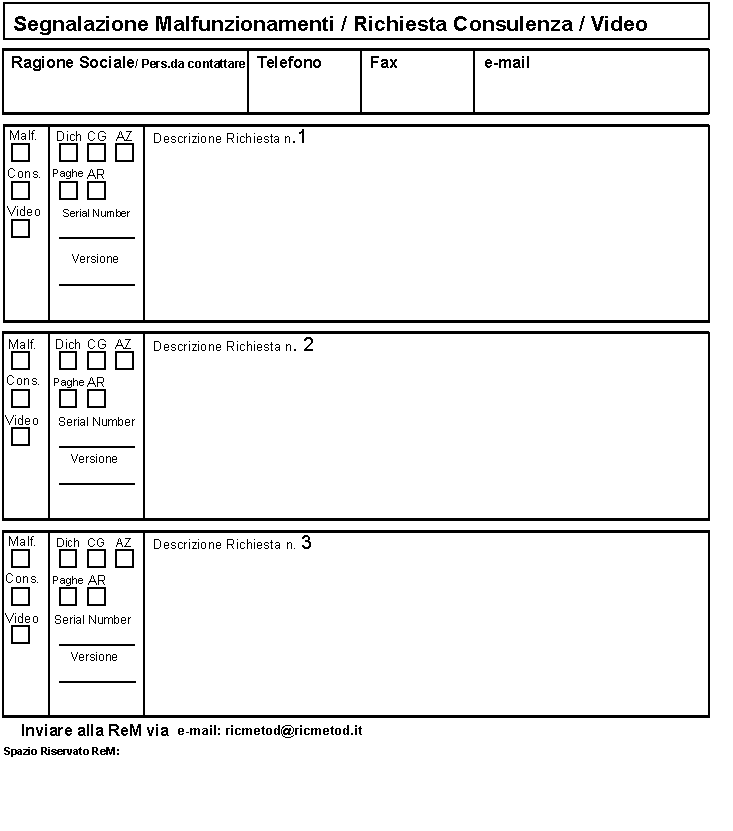 Segnalazione Malfunzionamenti / Richiesta Consulenza / Video
Ragione Sociale/ Pers.da contattare Telefono Fax e-mail
Malf. Dich CG AZ Descrizione Richiesta n.1
Cons. Paghe AR
Video Serial Number
Versione
Malf. Dich CG AZ Descrizione Richiesta n. 2
Cons. Paghe AR
Video Serial Number
Versione
Malf. Dich CG AZ Descrizione Richiesta n. 3
Cons. Paghe AR
Video Serial Number
Versione
Inviare alla ReM via e-mail: ricmetod@ricmetod.it
Spazio Riservato ReM: